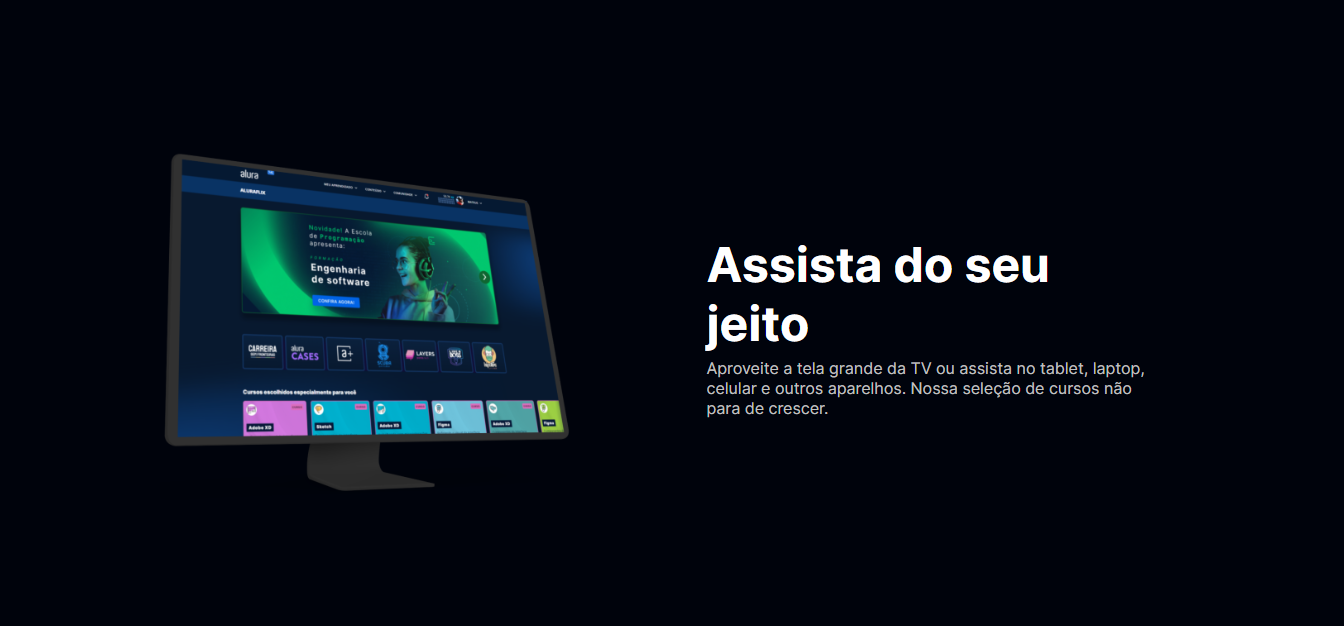 alura
ALURAFLIX
Novidade! A Escola
de Programação
apresenta:
FORMAÇÃO
Engenharia
de software
CONFIRA AGORA!
CARREIRA
alura
CASES
a+
LAYERS
Cursos escolhidos especialmente para você
Adobe XD
Sketch
Adobe XD
Figma
Adobe XD
Figma
Assista do seu
jeito
Aproveite a tela grande da TV ou assista no tablet, laptop,
celular e outros aparelhos. Nossa seleção de cursos não
para de crescer.